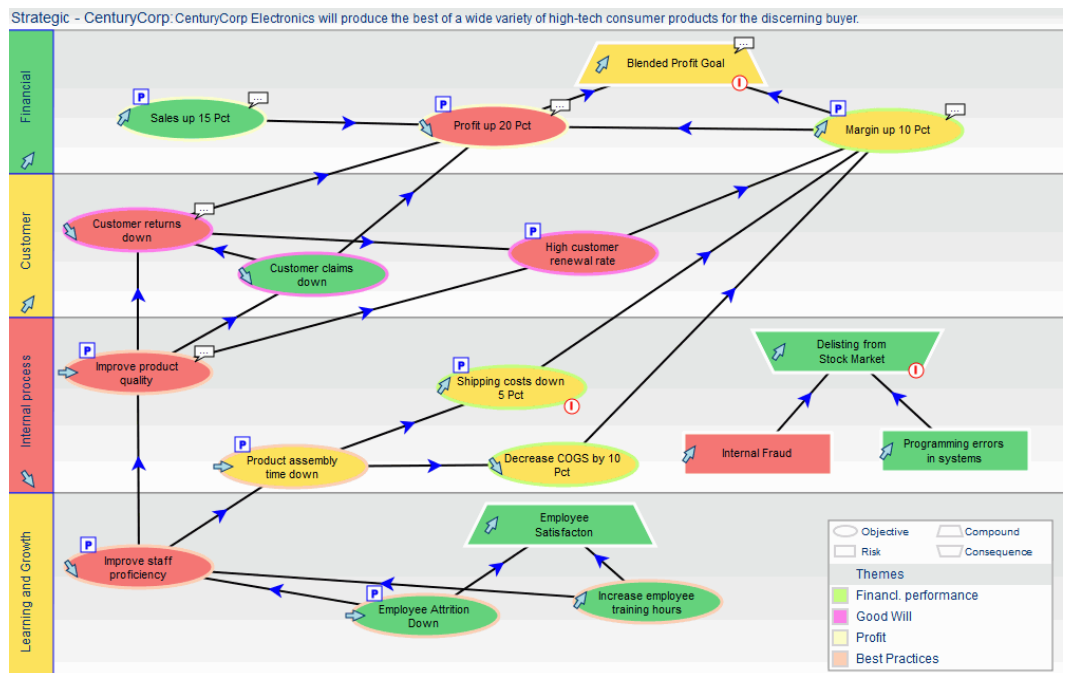 Strategic - CenturyCorp: CenturyCorp Electronics will produce the best of a wide variety of high-tech consumer products for the discerning buyer.
Financial
P
Sales up 15 Pct
...
P
Profit up 20 Pct
...
Blended Profit Goal
...
I
P
Margin up 10 Pct
...
Customer
Customer returns
down
...
Customer claims
down
P
High customer
renewal rate
Internal process
P
Improve product
quality
...
P
Shipping costs down
5 Pct
I
Delisting from
Stock Market
I
P
Product assembly
time down
Decrease COGS by 10
Pct
Internal Fraud
Programming errors
in systems
Learning and Growth
P
Improve staff
proficiency
Employee
Satisfacton
P
Employee Attrition
Down
Increase employee
training hours
Objective
Compound
Risk
Consequence
Themes
Financl. performance
Good Will
Profit
Best Practices